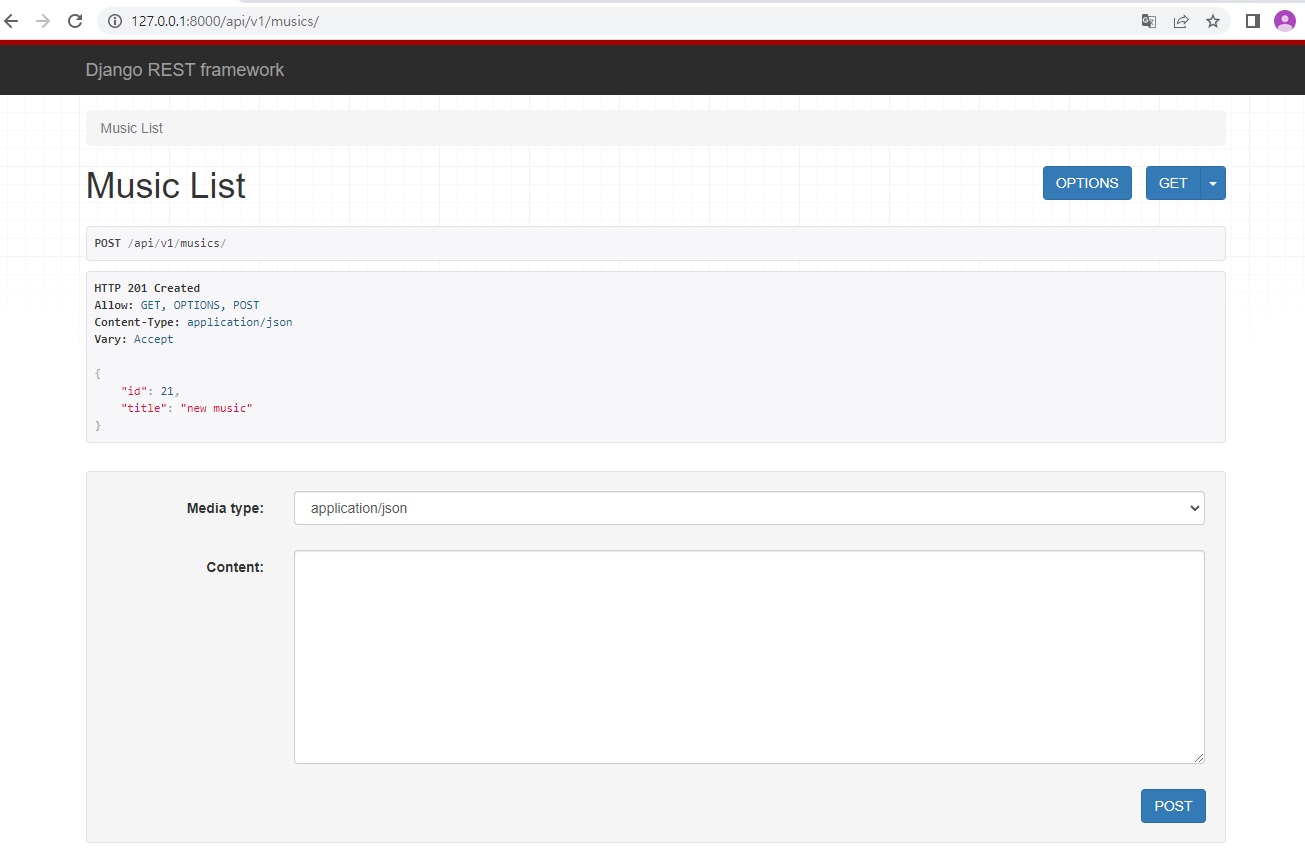 127.0.0.1:8000/api/v1/musics/
Django REST framework
Music List
Music List
OPTIONS
GET
POST /api/v1/musics/
HTTP 201 Created
Allow: GET, OPTIONS, POST
Content-Type: application/json
Vary: Accept
{
    "id": 21,
    "title": "new music"
}
Media type:
application/json
Content:
POST